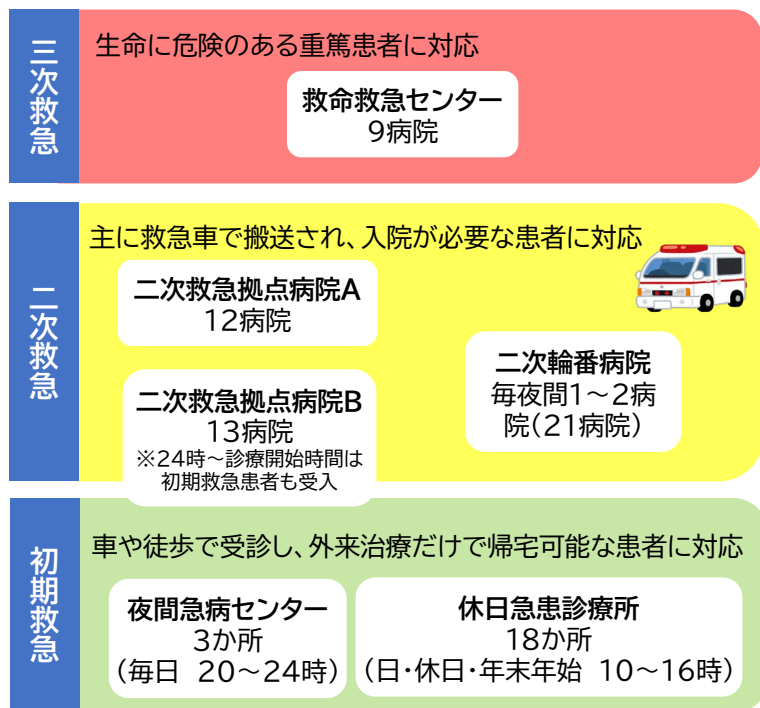 三次救急
生命に危険のある重篤患者に対応
救命救急センター
9病院
二次救急
主に救急車で搬送され、入院が必要な患者に対応
二次救急拠点病院A
12病院
二次救急拠点病院B
13病院
※24時～診療開始時間は
初期救急患者も受入
二次輪番病院
毎夜間1～2病
院(21病院)
初期救急
車や徒歩で受診し、外来治療だけで帰宅可能な患者に対応
夜間急病センター
3か所
(毎日 20～24時)
休日急患診療所
18か所
(日・休日・年末年始 10～16時)